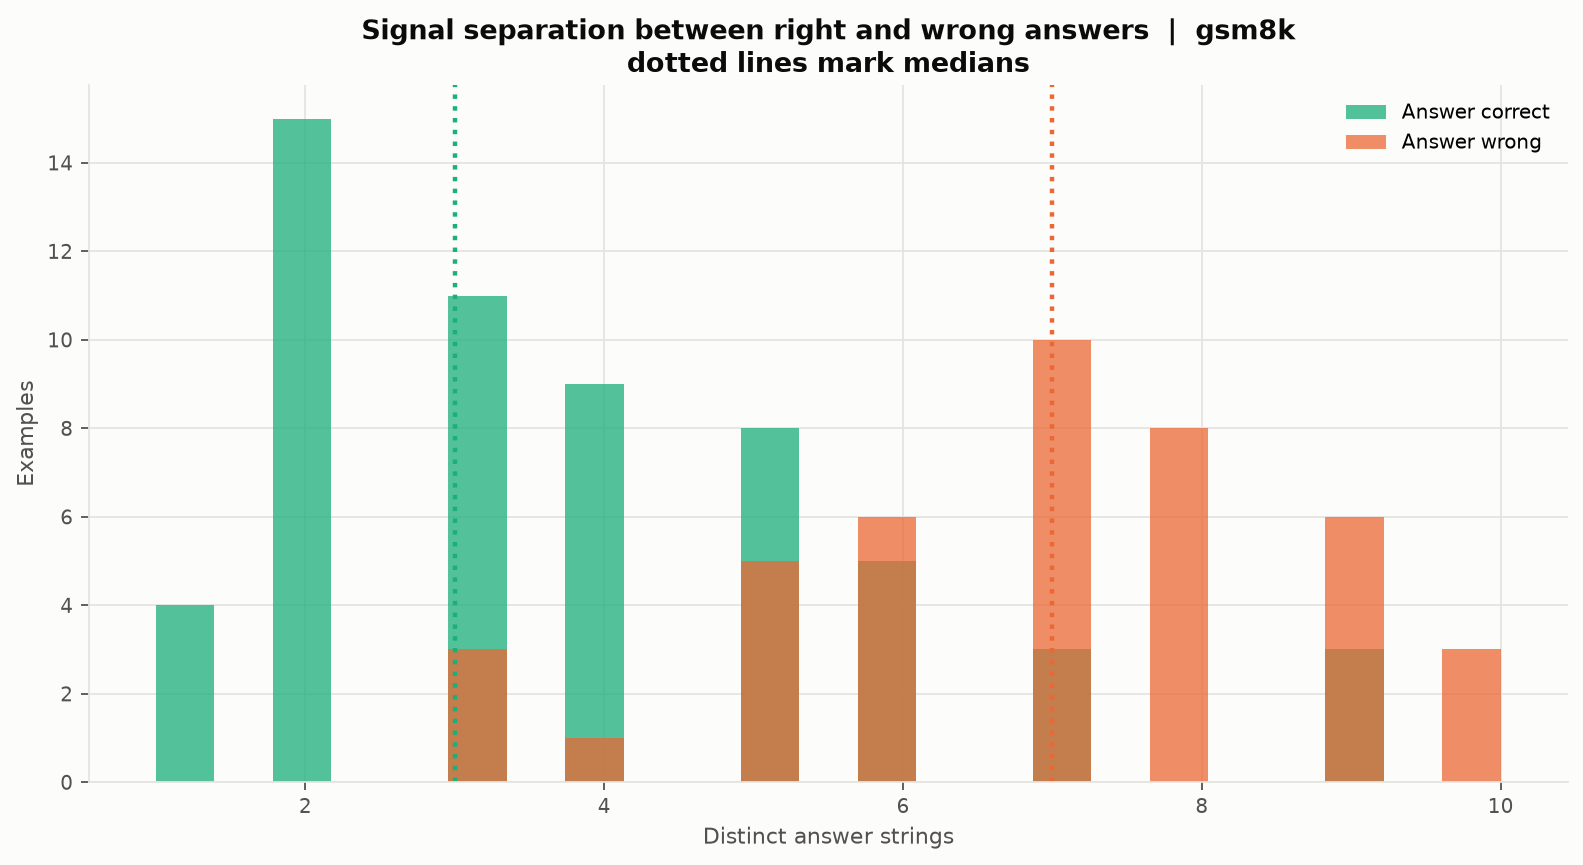 Signal separation between right and wrong answers | gsm8k
dotted lines mark medians
Answer correct
Answer wrong
14
12
10
8
6
4
2
0
Examples
2
4
6
8
10
Distinct answer strings